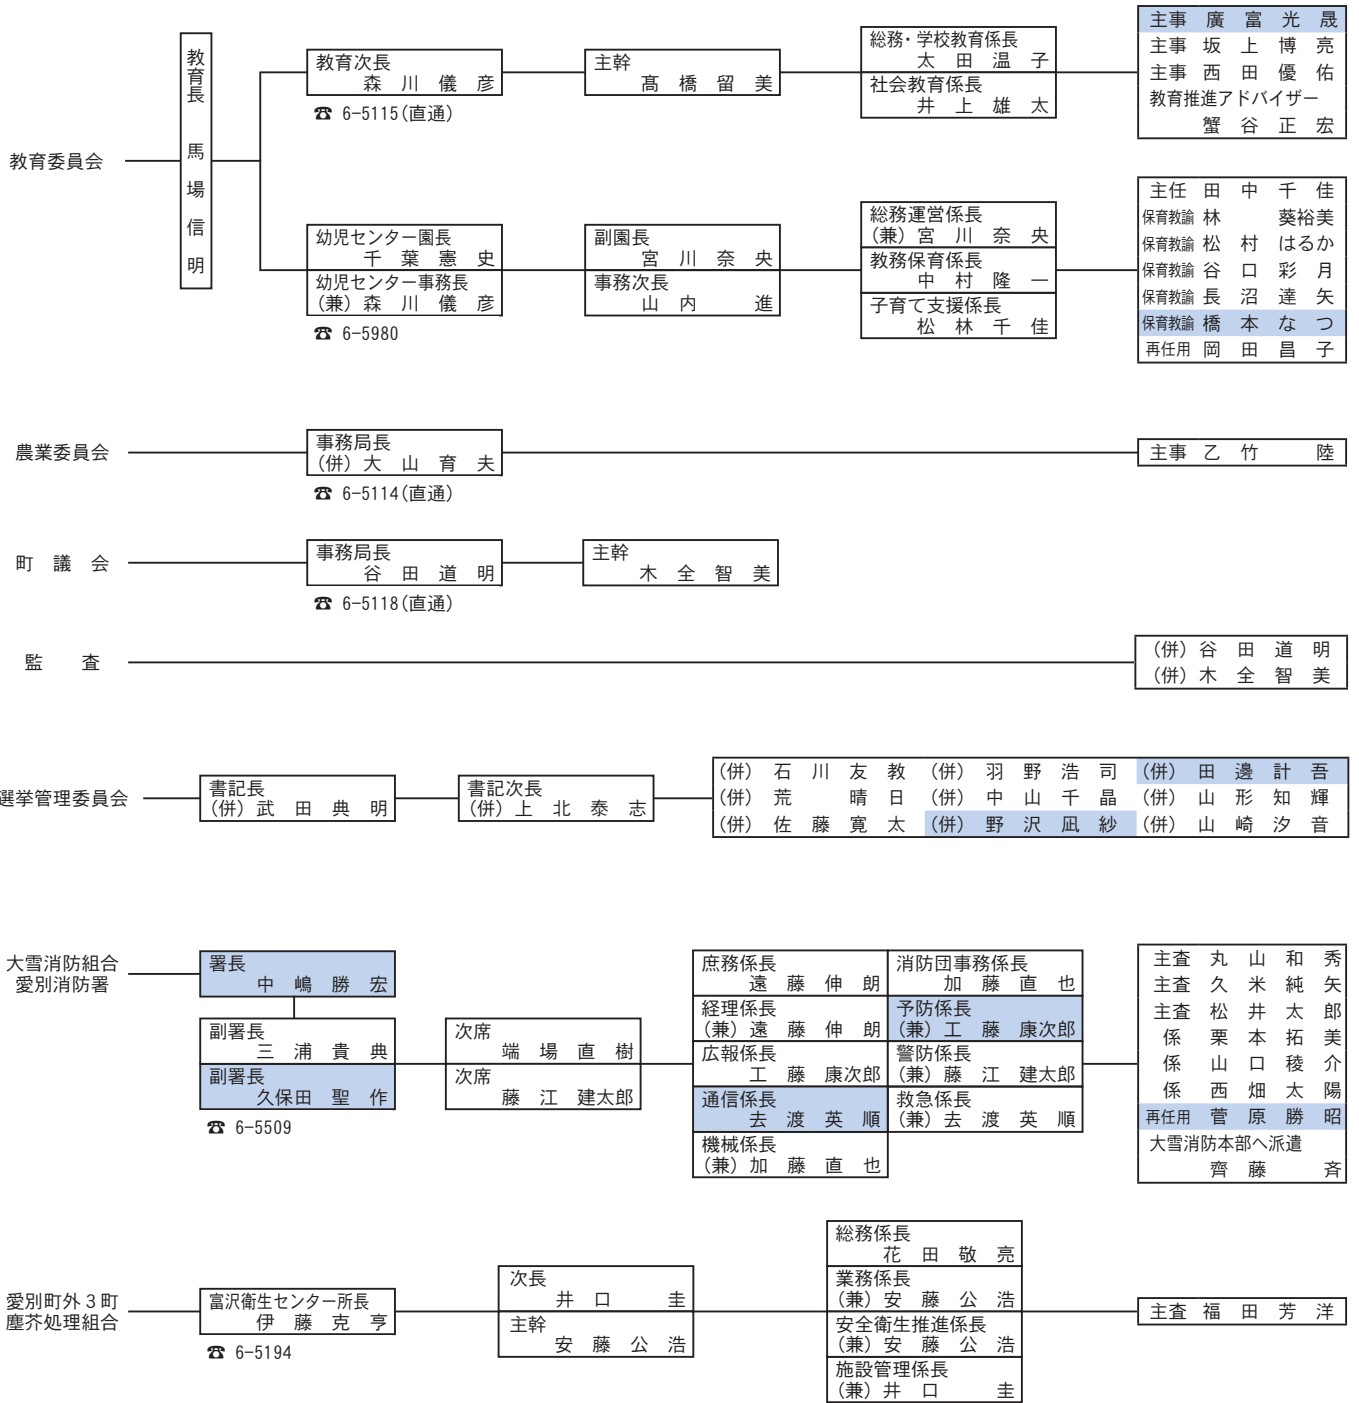 教育委員会
教育長 馬場信明
教育次長
森川儀彦
☎ 6-5115(直通)
主幹
髙橋留美
総務・学校教育係長
太田温子
社会教育係長
井上雄太
主事 廣富光晟
主事 坂上博亮
主事 西田優佑
教育推進アドバイザー
蟹谷正宏
幼児センター園長
千葉憲史
幼児センター事務長
(兼)森川儀彦
☎ 6-5980
副園長
宮川奈央
事務次長
山内進
総務運営係長
(兼)宮川奈央
教務保育係長
中村隆一
子育て支援係長
松林千佳
主任 田中千佳
保育教諭 林葵裕美
保育教諭 松村はるか
保育教諭 谷口彩月
保育教諭 長沼達矢
保育教諭 橋本なつ
再任用 岡田昌子
農業委員会
事務局長
(併)大山育夫
☎ 6-5114(直通)
主事 乙竹陸
町議会
事務局長
谷田道明
☎ 6-5118(直通)
主幹
木全智美
監査
(併)谷田道明
(併)木全智美
選挙管理委員会
書記長
(併)武田典明
書記次長
(併)上北泰志
(併)石川友教 (併)羽野浩司 (併)田邊計吾
(併)荒晴日 (併)中山千晶 (併)山形知輝
(併)佐藤寛太 (併)野沢凪紗 (併)山崎汐音
大雪消防組合
愛別消防署
署長
中嶋勝宏
副署長
三浦貴典
副署長
久保田聖作
☎ 6-5509
次席
端場直樹
次席
藤江建太郎
庶務係長
遠藤伸朗
経理係長
(兼)遠藤伸朗
広報係長
工藤康次郎
通信係長
去渡英順
機械係長
(兼)加藤直也
消防団事務係長
加藤直也
予防係長
(兼)工藤康次郎
警防係長
(兼)藤江建太郎
救急係長
(兼)去渡英順
主査 丸山和秀
主査 久米純矢
主査 松井太郎
係 栗本拓美
係 山口稜介
係 西畑太陽
再任用 菅原勝昭
大雪消防本部へ派遣
齊藤斉
愛別町外3町
塵芥処理組合
富沢衛生センター所長
伊藤克亨
☎ 6-5194
次長
井口圭
主幹
安藤公浩
総務係長
花田敬亮
業務係長
(兼)安藤公浩
安全衛生推進係長
(兼)安藤公浩
施設管理係長
(兼)井口圭
主査 福田芳洋